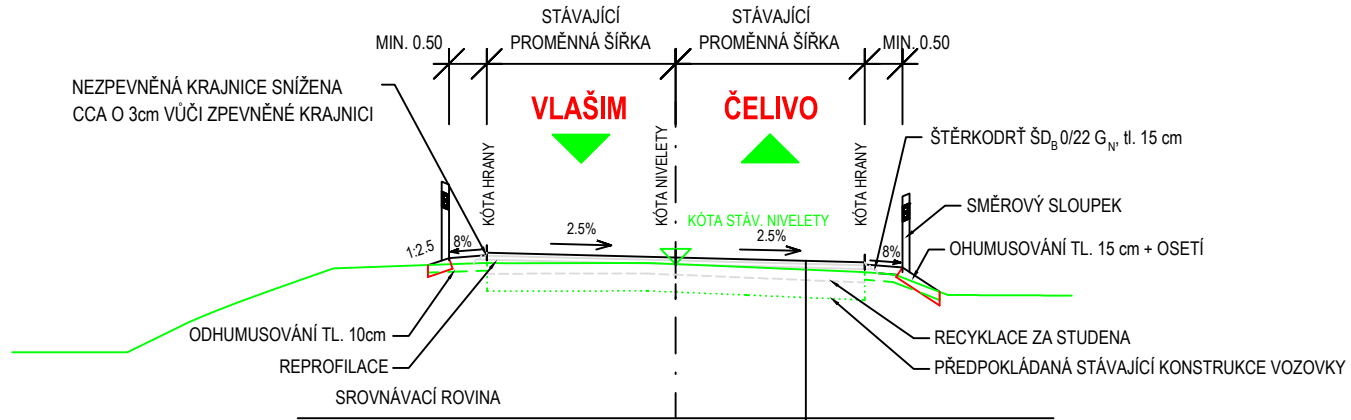 STÁVAJÍCÍ
PROMĚNNÁ ŠÍŘKA
STÁVAJÍCÍ
PROMĚNNÁ ŠÍŘKA
MIN. 0.50
MIN. 0.50
NEZPEVNĚNÁ KRAJNICE SNÍŽENA
CCA O 3cm VŮČI ZPEVNĚNÉ KRAJNICI
VLAŠIM
ČELIVO
KÓTA HRANY
KÓTA NIVELETY
KÓTA HRANY
ŠTĚRKODRŤ ŠD_B 0/22 G_N, tl. 15 cm
SMĚROVÝ SLOUPEK
KÓTA STÁV. NIVELETY
1:2.5
8%
2.5%
2.5%
8%
OHUMUSOVÁNÍ TL. 15 cm + OSETÍ
ODHUMUSOVÁNÍ TL. 10cm
RECYKLACE ZA STUDENA
REPROFILACE
PŘEDPOKLÁDANÁ STÁVAJÍCÍ KONSTRUKCE VOZOVKY
SROVNÁVACÍ ROVINA